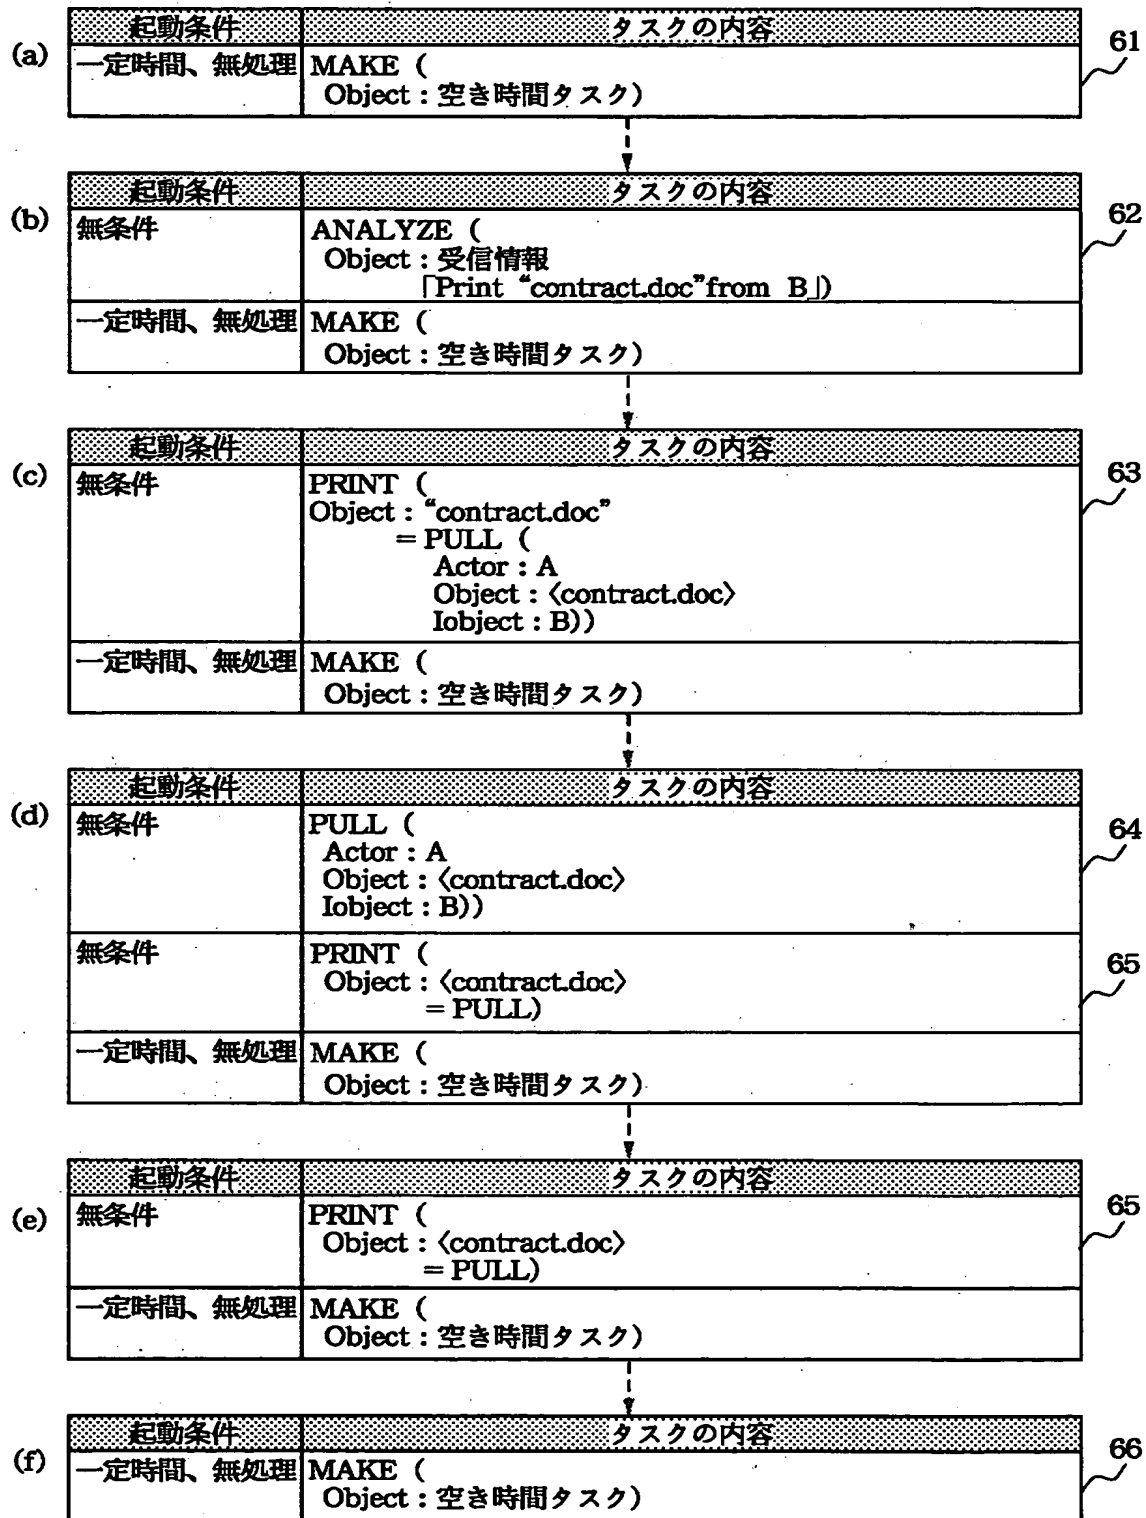 起動条件 タスクの内容
(a) 一定時間、無処理 MAKE ( 61
Object : 空き時間タスク)
起動条件 タスクの内容
(b) 無条件 ANALYZE ( 62
Object : 受信情報
「Print “contract.doc”from B」)
一定時間、無処理 MAKE (
Object : 空き時間タスク)
起動条件 タスクの内容
(c) 無条件 PRINT ( 63
Object : “contract.doc”
= PULL (
Actor : A
Object : 〈contract.doc〉
Iobject : B))
一定時間、無処理 MAKE (
Object : 空き時間タスク)
起動条件 タスクの内容
(d) 無条件 PULL ( 64
Actor : A
Object : 〈contract.doc〉
Iobject : B))
無条件 PRINT ( 65
Object : 〈contract.doc〉
= PULL)
一定時間、無処理 MAKE (
Object : 空き時間タスク)
起動条件 タスクの内容
(e) 無条件 PRINT ( 65
Object : 〈contract.doc〉
= PULL)
一定時間、無処理 MAKE (
Object : 空き時間タスク)
起動条件 タスクの内容
(f) 一定時間、無処理 MAKE ( 66
Object : 空き時間タスク)